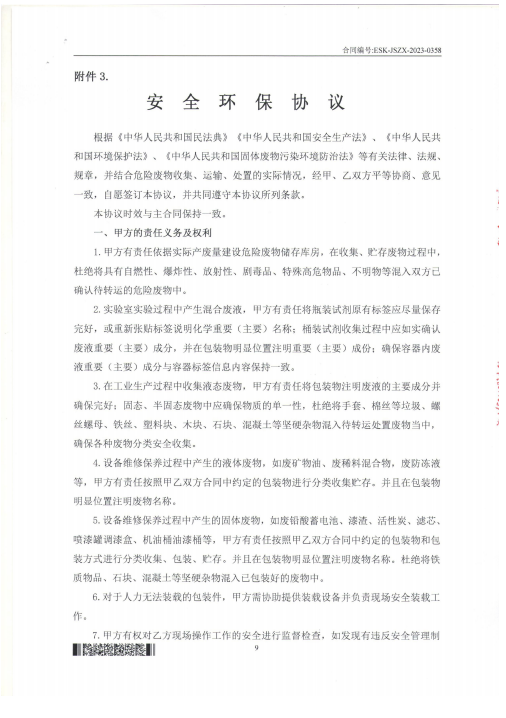 合同编号:ESK-JSZX-2023-0358
附件 3.
安 全 环 保 协 议
根据《中华人民共和国民法典》《中华人民共和国安全生产法》、《中华人民共
和国环境保护法》、《中华人民共和国固体废物污染环境防治法》等有关法律、法规、
规章，并结合危险废物收集、运输、处置的实际情况，经甲、乙双方平等协商、意见
一致，自愿签订本协议，并共同遵守本协议所列条款。
本协议时效与主合同保持一致。
一、甲方的责任义务及权利
1.甲方有责任依据实际产废量建设危险废物储存库房，在收集、贮存废物过程中，
杜绝将具有自燃性、爆炸性、放射性、剧毒品、特殊高危物品、不明物等混入双方已
确认待转运的危险废物中。
2.实验室实验过程中产生混合废液，甲方有责任将瓶装试剂原有标签应尽量保存
完好，或重新张贴标签说明化学重要（主要）名称；桶装试剂收集过程中应如实确认
废液重要（主要）成分，并在包装物明显位置注明重要（主要）成份；确保容器内废
液重要（主要）成分与容器标签信息内容保持一致。
3.在工业生产过程中收集液态废物，甲方有责任将包装物注明废液的主要成分并
确保完好；固态、半固态废物中应确保物质的单一性，杜绝将手套、棉丝等垃圾、螺
丝螺母、铁丝、塑料块、木块、石块、混凝土等坚硬杂物混入待转运处置废物当中，
确保各种废物分类安全收集。
4.设备维修保养过程中产生的液体废物，如废矿物油、废稀料混合物，废防冻液
等，甲方有责任按照甲乙双方合同中约定的包装物进行分类收集贮存。并且在包装物
明显位置注明废物名称。
5.设备维修保养过程中产生的固体废物，如废铅酸蓄电池、漆渣、活性炭、滤芯、
喷漆罐调漆盒、机油桶油漆桶等，甲方有责任按照甲乙双方合同中约定的包装物和包
装方式进行分类收集、包装、贮存。并且在包装物明显位置注明废物名称。杜绝将铁
质物品、石块、混凝土等坚硬杂物混入已包装好的废物中。
6.对于人力无法装载的包装件，甲方需协助提供装载设备并负责现场安全装载工
作。
7.甲方有权对乙方现场操作工作的安全进行监督检查，如发现有违反安全管理制
9